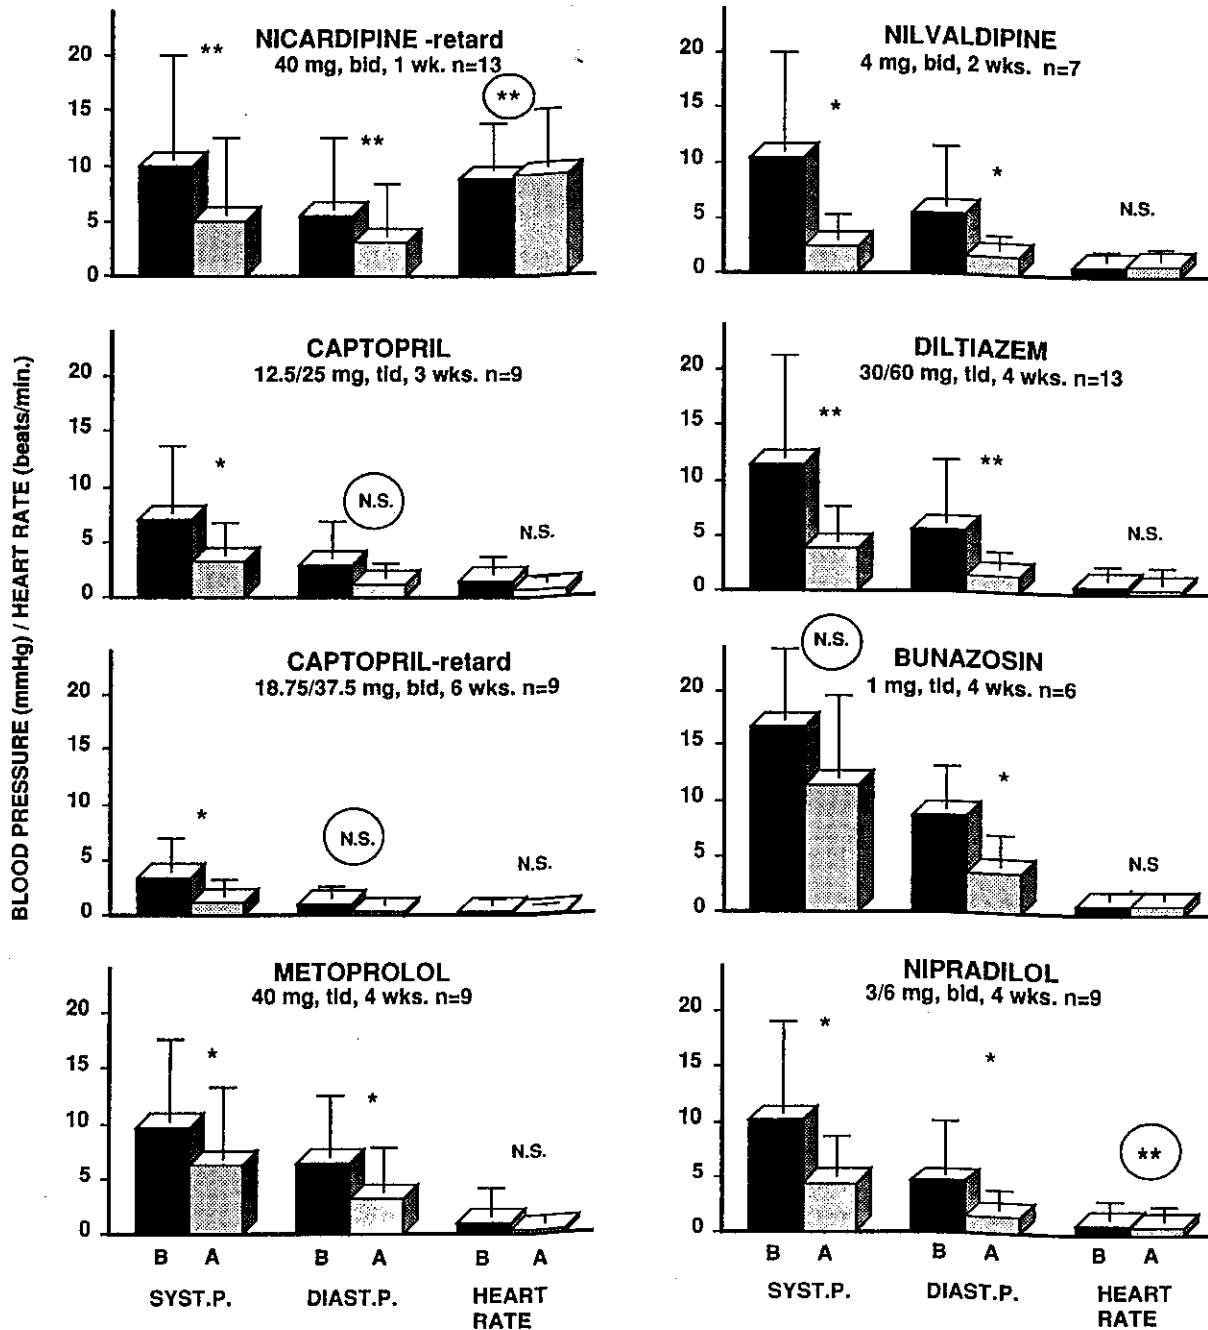 BLOOD PRESSURE (mmHg) / HEART RATE (beats/min.)
NICARDIPINE -retard
40 mg, bid, 1 wk. n=13
20
15
10
5
0
**
**
**
NILVALDIPINE
4 mg, bid, 2 wks. n=7
20
15
10
5
0
*
*
N.S.
CAPTOPRIL
12.5/25 mg, tid, 3 wks. n=9
20
15
10
5
0
*
N.S.
N.S.
DILTIAZEM
30/60 mg, tid, 4 wks. n=13
20
15
10
5
0
**
**
N.S.
CAPTOPRIL-retard
18.75/37.5 mg, bid, 6 wks. n=9
20
15
10
5
0
*
N.S.
N.S.
BUNAZOSIN
1 mg, tid, 4 wks. n=6
20
15
10
5
0
N.S.
*
N.S
METOPROLOL
40 mg, tid, 4 wks. n=9
20
15
10
5
0
*
*
N.S.
B A B A B A
SYST.P. DIAST.P. HEART
RATE
NIPRADILOL
3/6 mg, bid, 4 wks. n=9
20
15
10
5
0
*
*
**
B A B A B A
SYST.P. DIAST.P. HEART
RATE